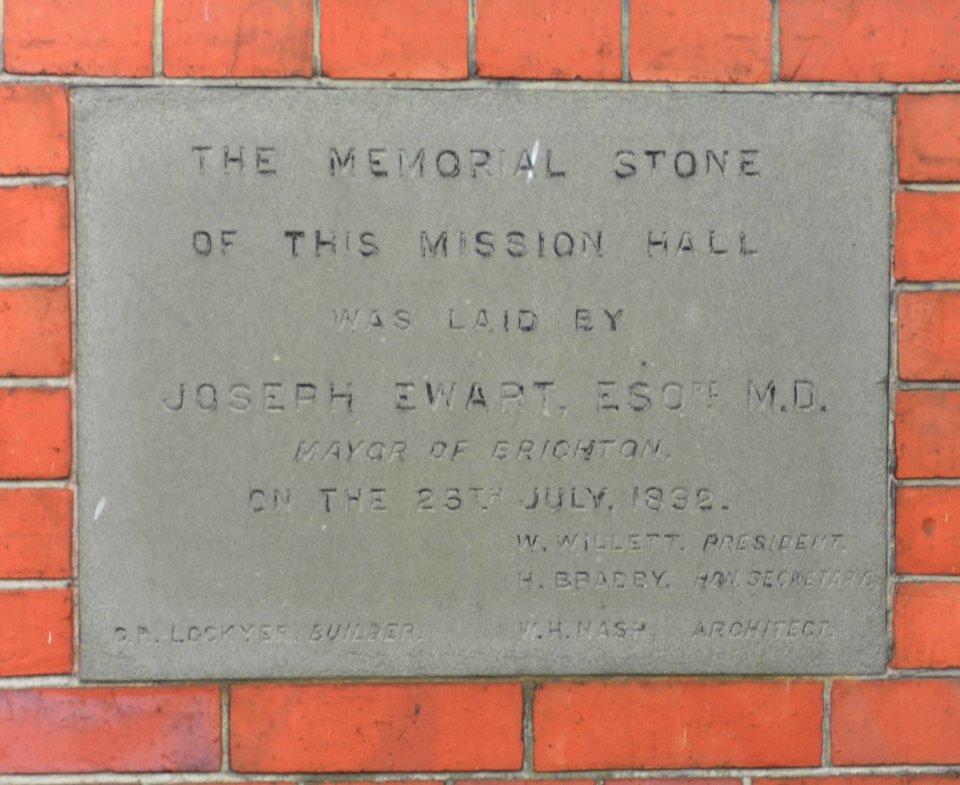 THE MEMORIAL STONE
OF THIS MISSION HALL
WAS LAID BY
JOSEPH EWART, ESQRE M.D.
MAYOR OF BRIGHTON.
ON THE JULY, 1892.
W. WILLETT, PRESIDENT.
H. BRADBY, HON. SECRETARY.
LOCKYER, BUILDER.
W. H. NASH, ARCHITECT.